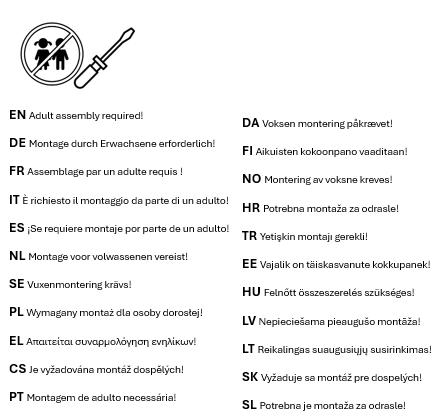 EN Adult assembly required!
DE Montage durch Erwachsene erforderlich!
FR Assemblage par un adulte requis !
IT È richiesto il montaggio da parte di un adulto!
ES ¡Se requiere montaje por parte de un adulto!
NL Montage voor volwassenen vereist!
SE Vuxenmontering krävs!
PL Wymagany montaż dla osoby dorosłej!
EL Απαιτείται συναρμολόγηση ενηλίκων!
CS Je vyžadována montáž dospělých!
PT Montagem de adulto necessária!
DA Voksen montering påkrævet!
FI Aikuisten kokoonpano vaaditaan!
NO Montering av voksne kreves!
HR Potrebna montaža za odrasle!
TR Yetişkin montajı gerekli!
EE Vajalik on täiskasvanute kokkupanek!
HU Felnőtt összeszerelés szükséges!
LV Nepieciešama pieaugušo montāža!
LT Reikalingas suaugusiųjų susirinkimas!
SK Vyžaduje sa montáž pre dospelých!
SL Potrebna je montaža za odrasle!